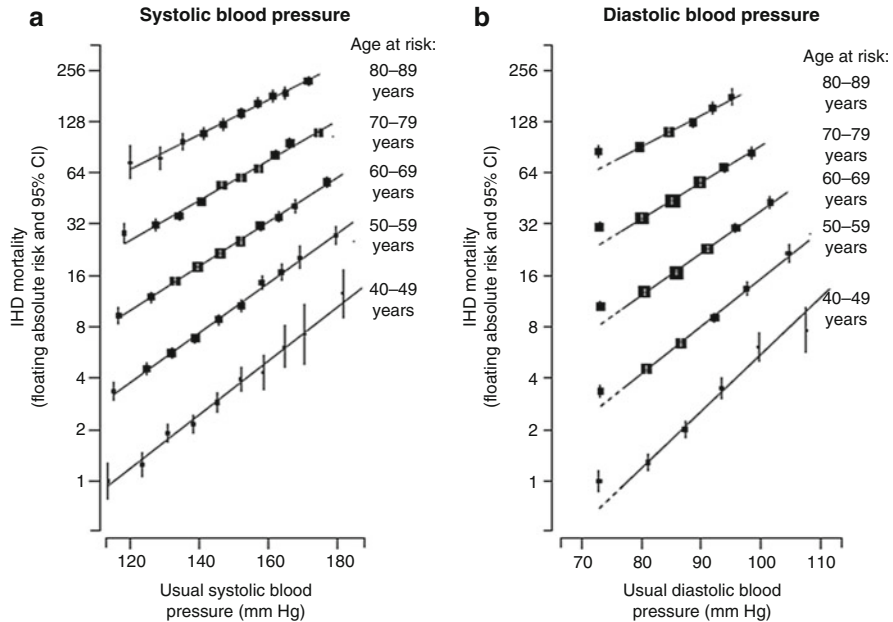 a
Systolic blood pressure
Age at risk:
80–89
years
70–79
years
60–69
years
50–59
years
40–49
years
256
128
64
32
16
8
4
2
1
IHD mortality
(floating absolute risk and 95% CI)
120
140
160
180
Usual systolic blood
pressure (mm Hg)
b
Diastolic blood pressure
Age at risk:
80–89
years
70–79
years
60–69
years
50–59
years
40–49
years
256
128
64
32
16
8
4
2
1
IHD mortality
(floating absolute risk and 95% CI)
70
80
90
100
110
Usual diastolic blood
pressure (mm Hg)